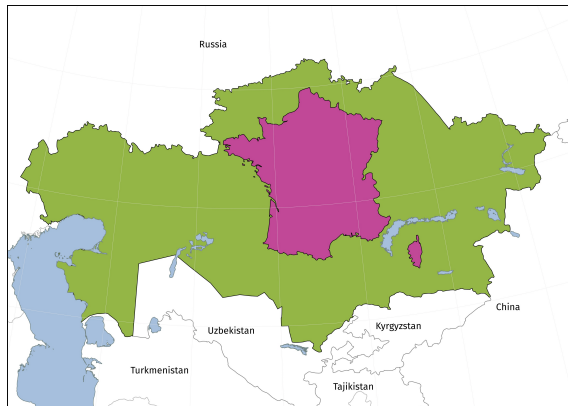 Russia
China
Kyrgyzstan
Uzbekistan
Turkmenistan
Tajikistan